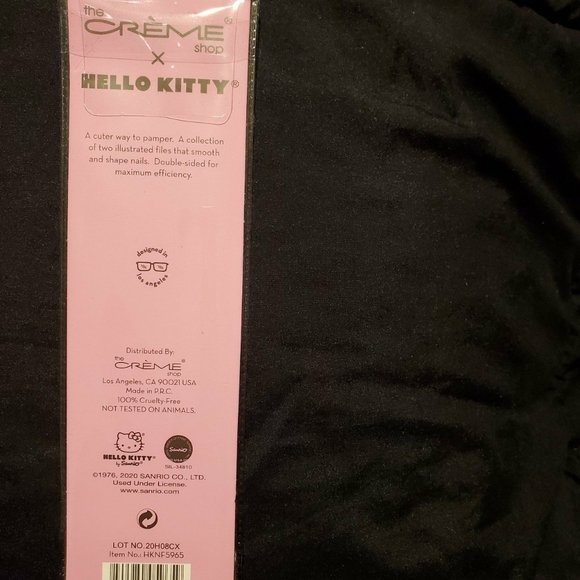 the
CRÈME®
shop
×
HELLO KITTY®
A cuter way to pamper. A collection
of two illustrated files that smooth
and shape nails. Double-sided for
maximum efficiency.
designed in
los angeles
Distributed By:
the
CRÈME®
shop
Los Angeles, CA 90021 USA
Made in P.R.C.
100% Cruelty-Free
NOT TESTED ON ANIMALS.
HELLO KITTY
by Sanrio®
Sanrio
SIL-34810
©1976, 2020 SANRIO CO., LTD.
Used Under License.
www.sanrio.com
LOT NO. 20H08CX
Item No.: HKNF5965